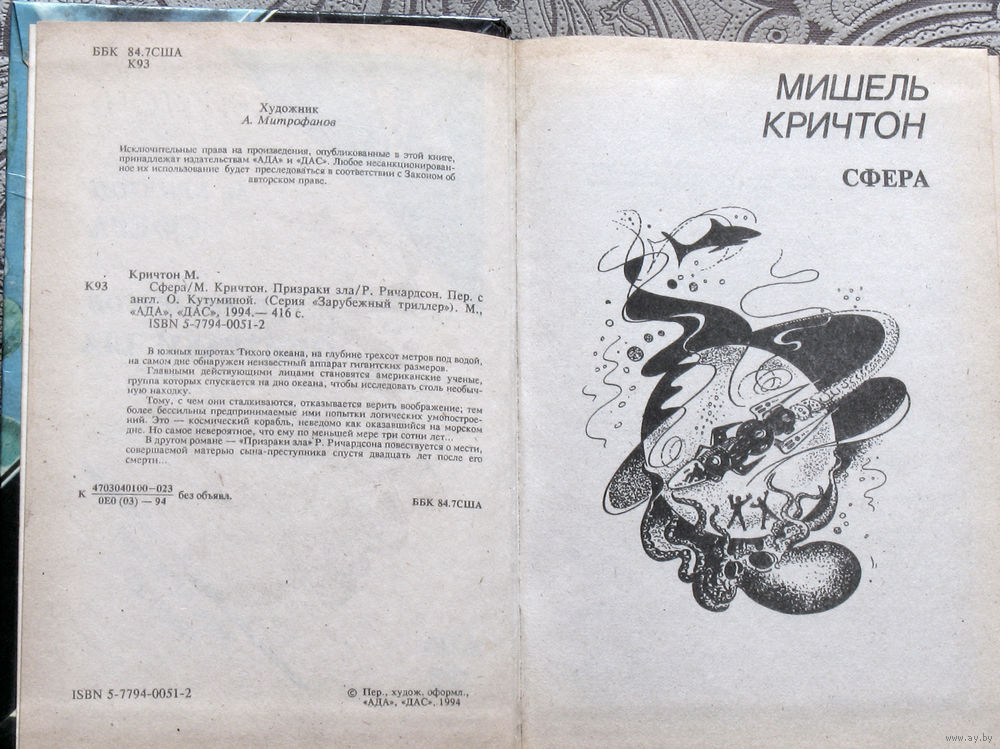 ББК 84.7США
К93
Художник
А. Митрофанов
Исключительные права на произведения, опубликованные в этой книге,
принадлежат издательствам «АДА» и «ДАС». Любое несанкционирован-
ное их использование будет преследоваться в соответствии с Законом об
авторском праве.
Кричтон М.
К93 Сфера/М. Кричтон. Призраки зла/Р. Ричардсон. Пер. с
англ. О. Кутуминой. (Серия «Зарубежный триллер»). М.,
«АДА», «ДАС», 1994.— 416 с.
ISBN 5-7794-0051-2
В южных широтах Тихого океана, на глубине трехсот метров под водой,
на самом дне обнаружен неизвестный аппарат гигантских размеров.
Главными действующими лицами становятся американские ученые,
группа которых спускается на дно океана, чтобы исследовать столь необыч-
ную находку.
Тому, с чем они сталкиваются, отказывается верить воображение; тем
более бессильны предпринимаемые ими попытки логических умопострое-
ний. Это — космический корабль, неведомо как оказавшийся на морском
дне. Но самое невероятное, что ему по меньшей мере три сотни лет...
В другом романе — «Призраки зла» Р. Ричардсона повествуется о мести,
совершаемой матерью сына-преступника спустя двадцать лет после его
смерти...
К 4703040100—023
0Е0 (03) — 94 без объявл.
ББК 84.7США
ISBN 5-7794-0051-2
© Пер., худож. оформл.,
«АДА», «ДАС», 1994
МИШЕЛЬ
КРИЧТОН
СФЕРА
www.ay.by